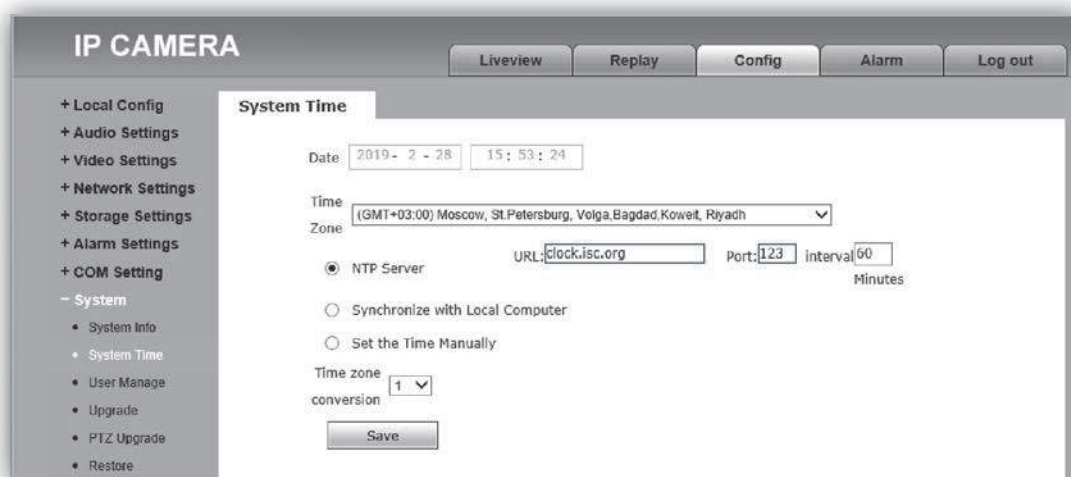 IP CAMERA
Liveview Replay Config Alarm Log out
+ Local Config
+ Audio Settings
+ Video Settings
+ Network Settings
+ Storage Settings
+ Alarm Settings
+ COM Setting
− System
• System Info
• System Time
• User Manage
• Upgrade
• PTZ Upgrade
• Restore
System Time
Date 2019- 2 - 28 15: 53: 24
Time
Zone
(GMT+03:00) Moscow, St.Petersburg, Volga,Bagdad,Koweit, Riyadh
NTP Server URL:clock.isc.org Port:123 interval60
Minutes
Synchronize with Local Computer
Set the Time Manually
Time zone
conversion 1
Save